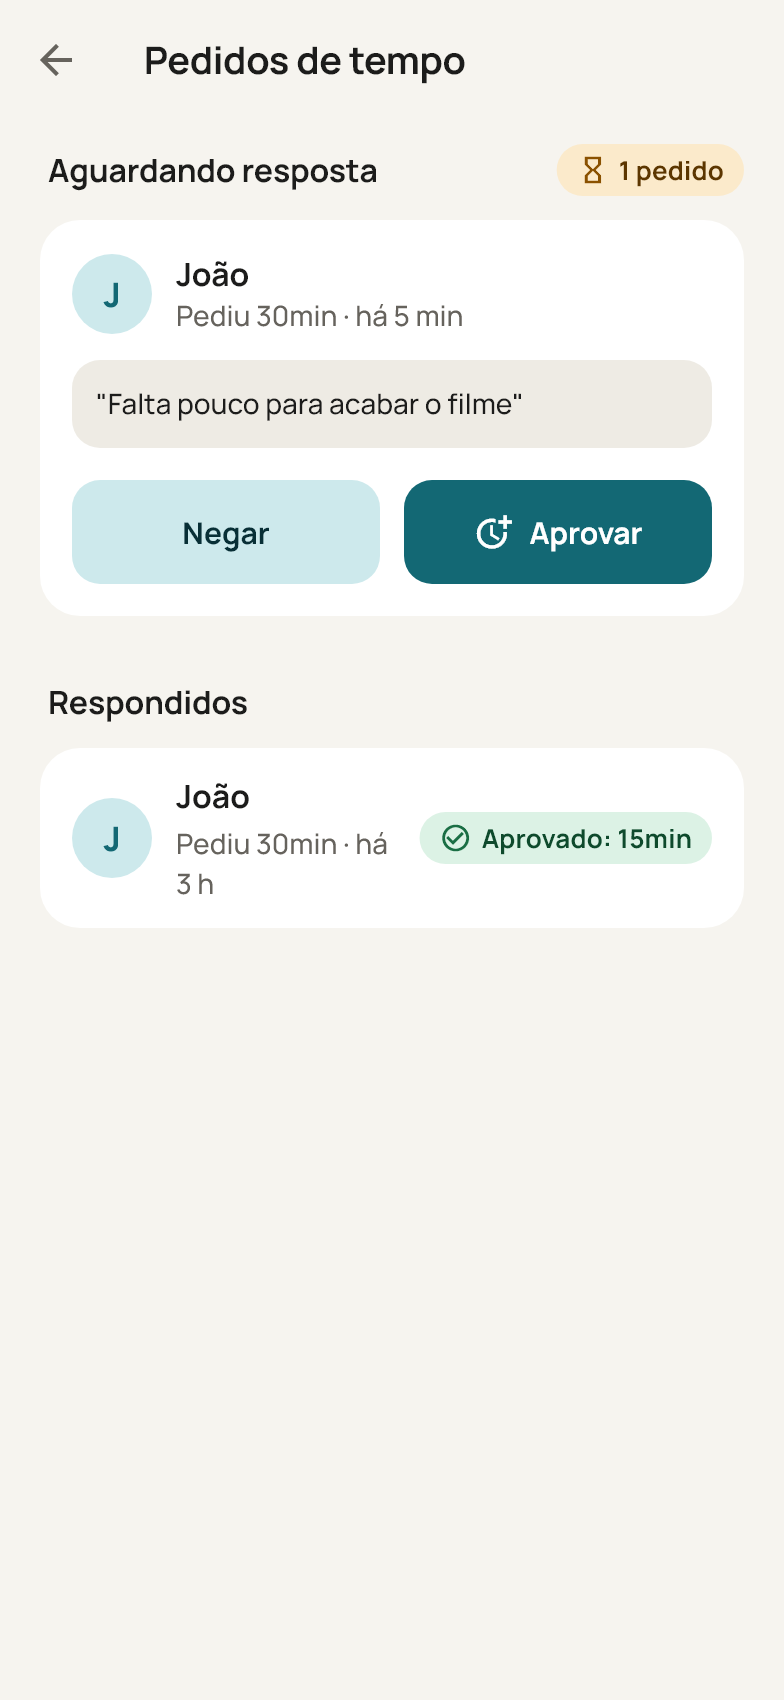 Pedidos de tempo
Aguardando resposta
1 pedido
J
João
Pediu 30min · há 5 min
"Falta pouco para acabar o filme"
Negar
Aprovar
Respondidos
J
João
Pediu 30min · há
3 h
Aprovado: 15min